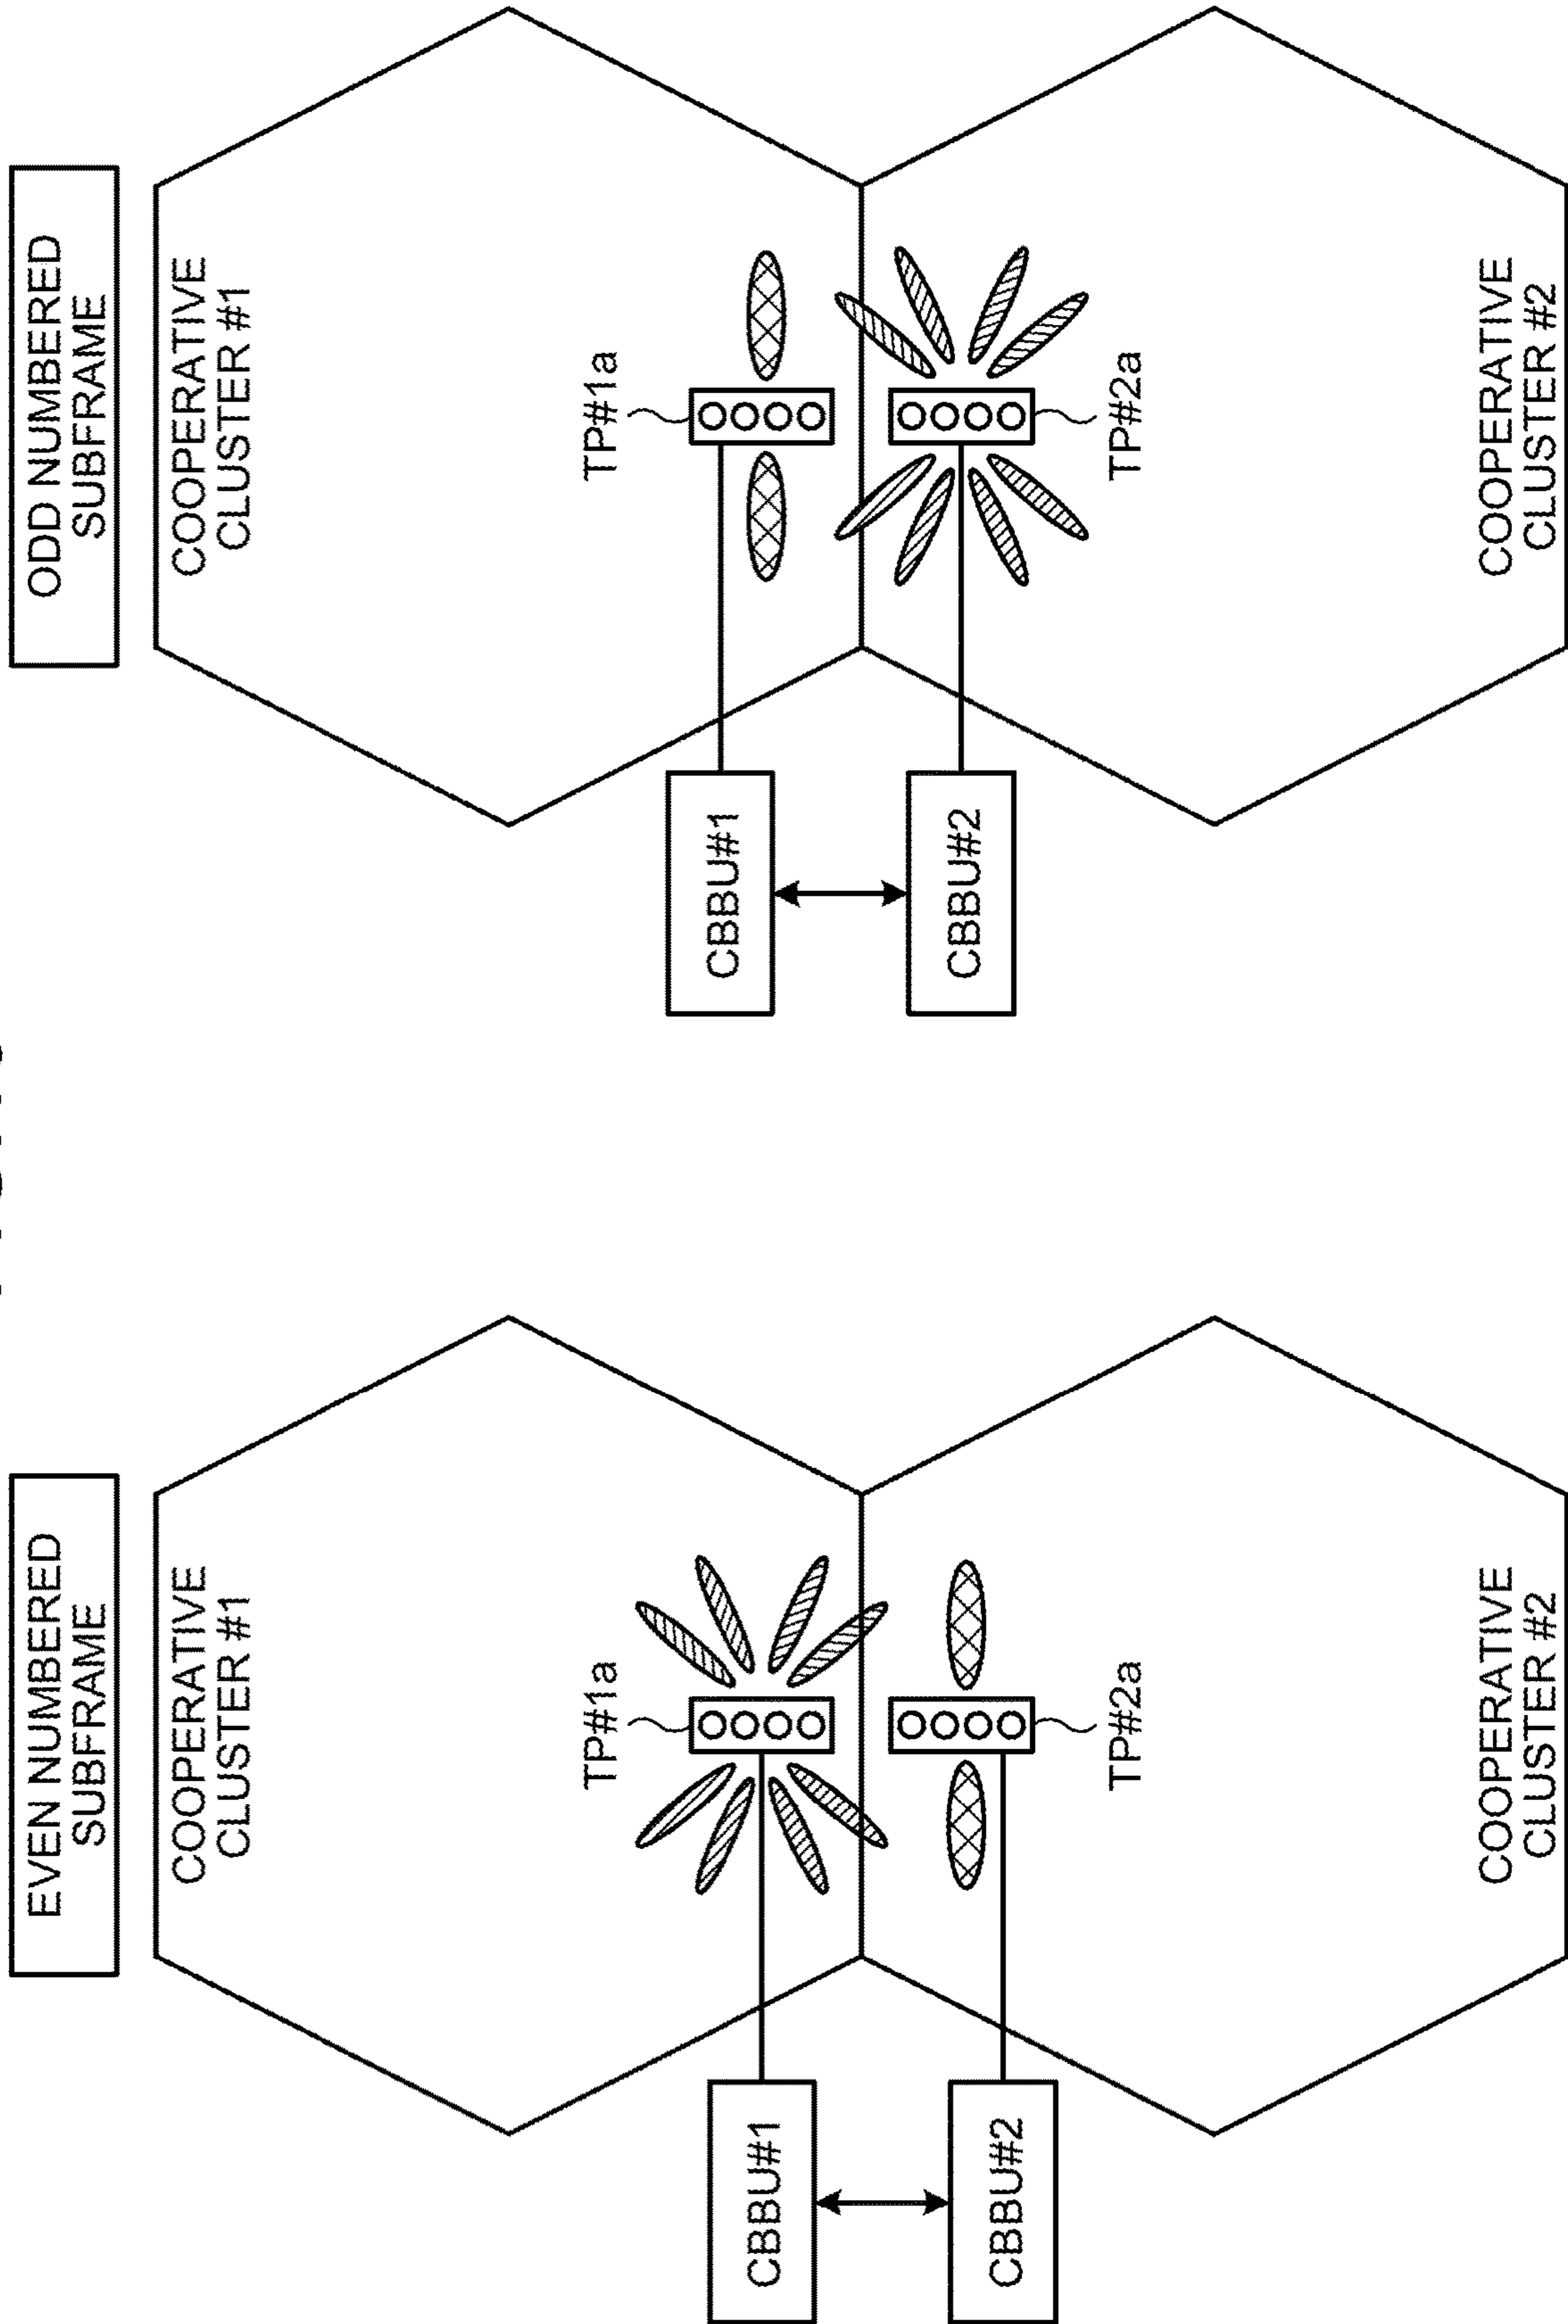 EVEN NUMBERED
SUBFRAME
COOPERATIVE
CLUSTER #1
TP#1a
CBBU#1
CBBU#2
TP#2a
COOPERATIVE
CLUSTER #2
ODD NUMBERED
SUBFRAME
COOPERATIVE
CLUSTER #1
TP#1a
CBBU#1
CBBU#2
TP#2a
COOPERATIVE
CLUSTER #2